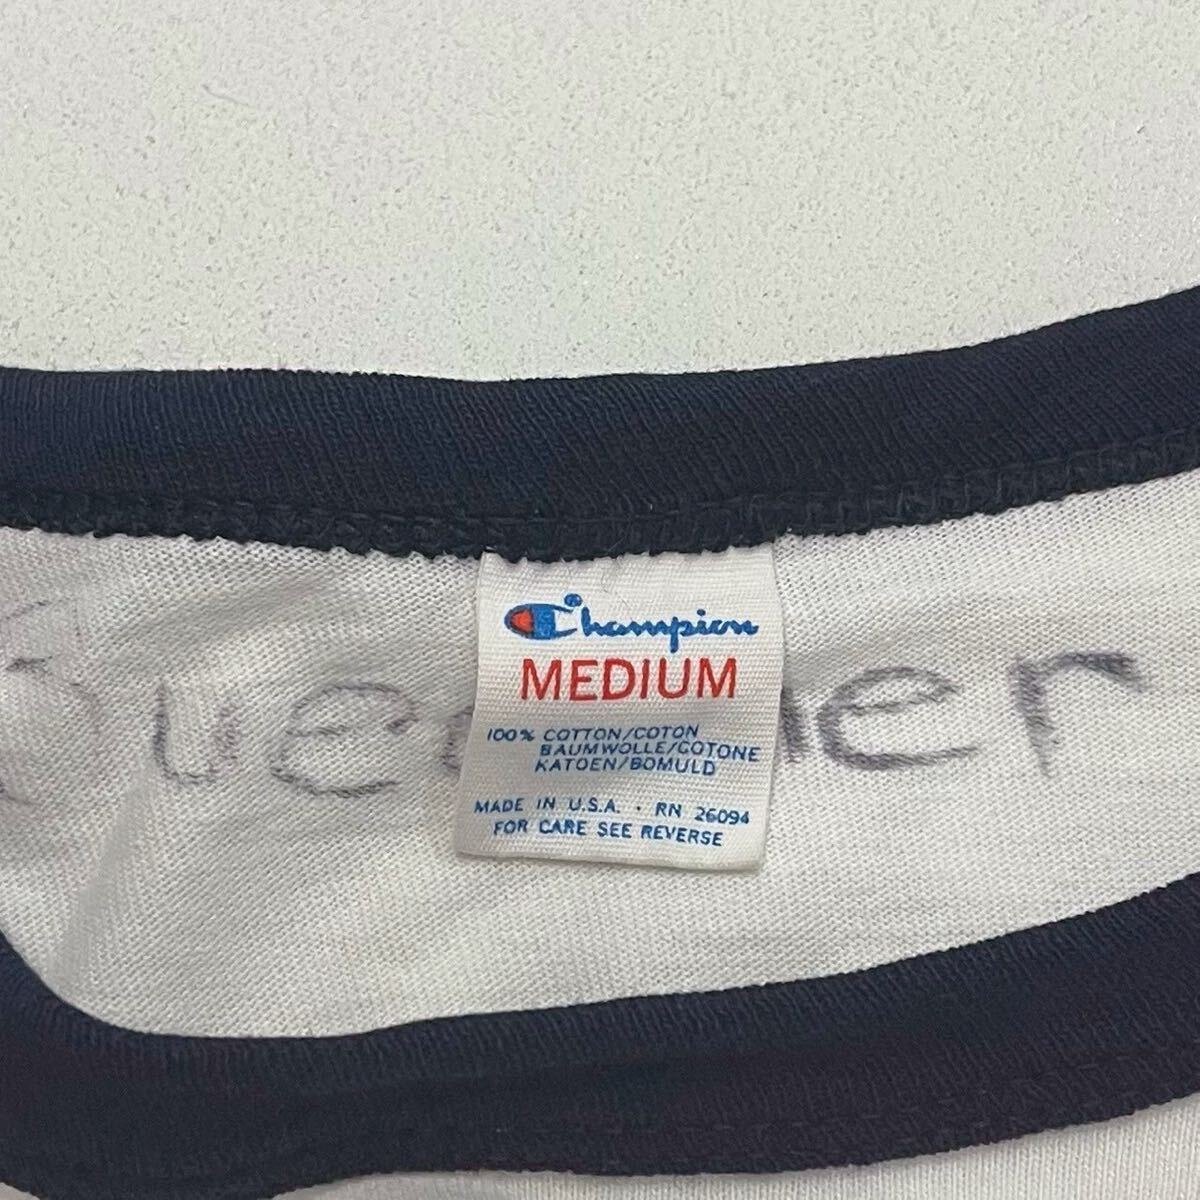 Champion
MEDIUM
100% COTTON/COTON
BAUMWOLLE/COTONE
KATOEN/BOMULD
MADE IN U.S.A. · RN 26094
FOR CARE SEE REVERSE